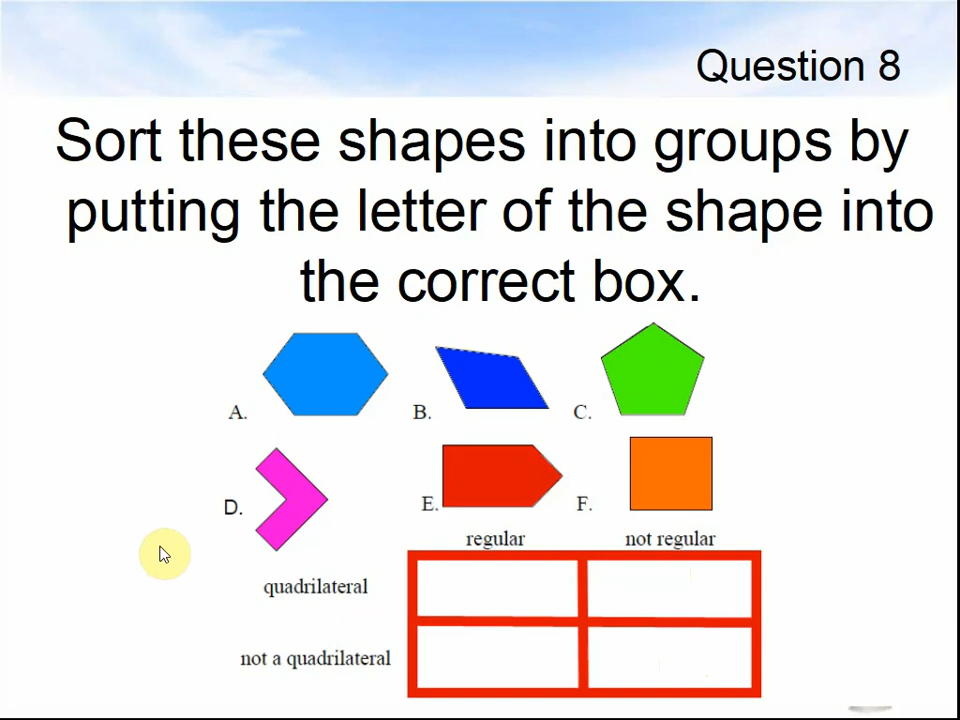 Question 8
Sort these shapes into groups by
putting the letter of the shape into
the correct box.
A.
B.
C.
D.
E.
F.
regular
not regular
quadrilateral
not a quadrilateral